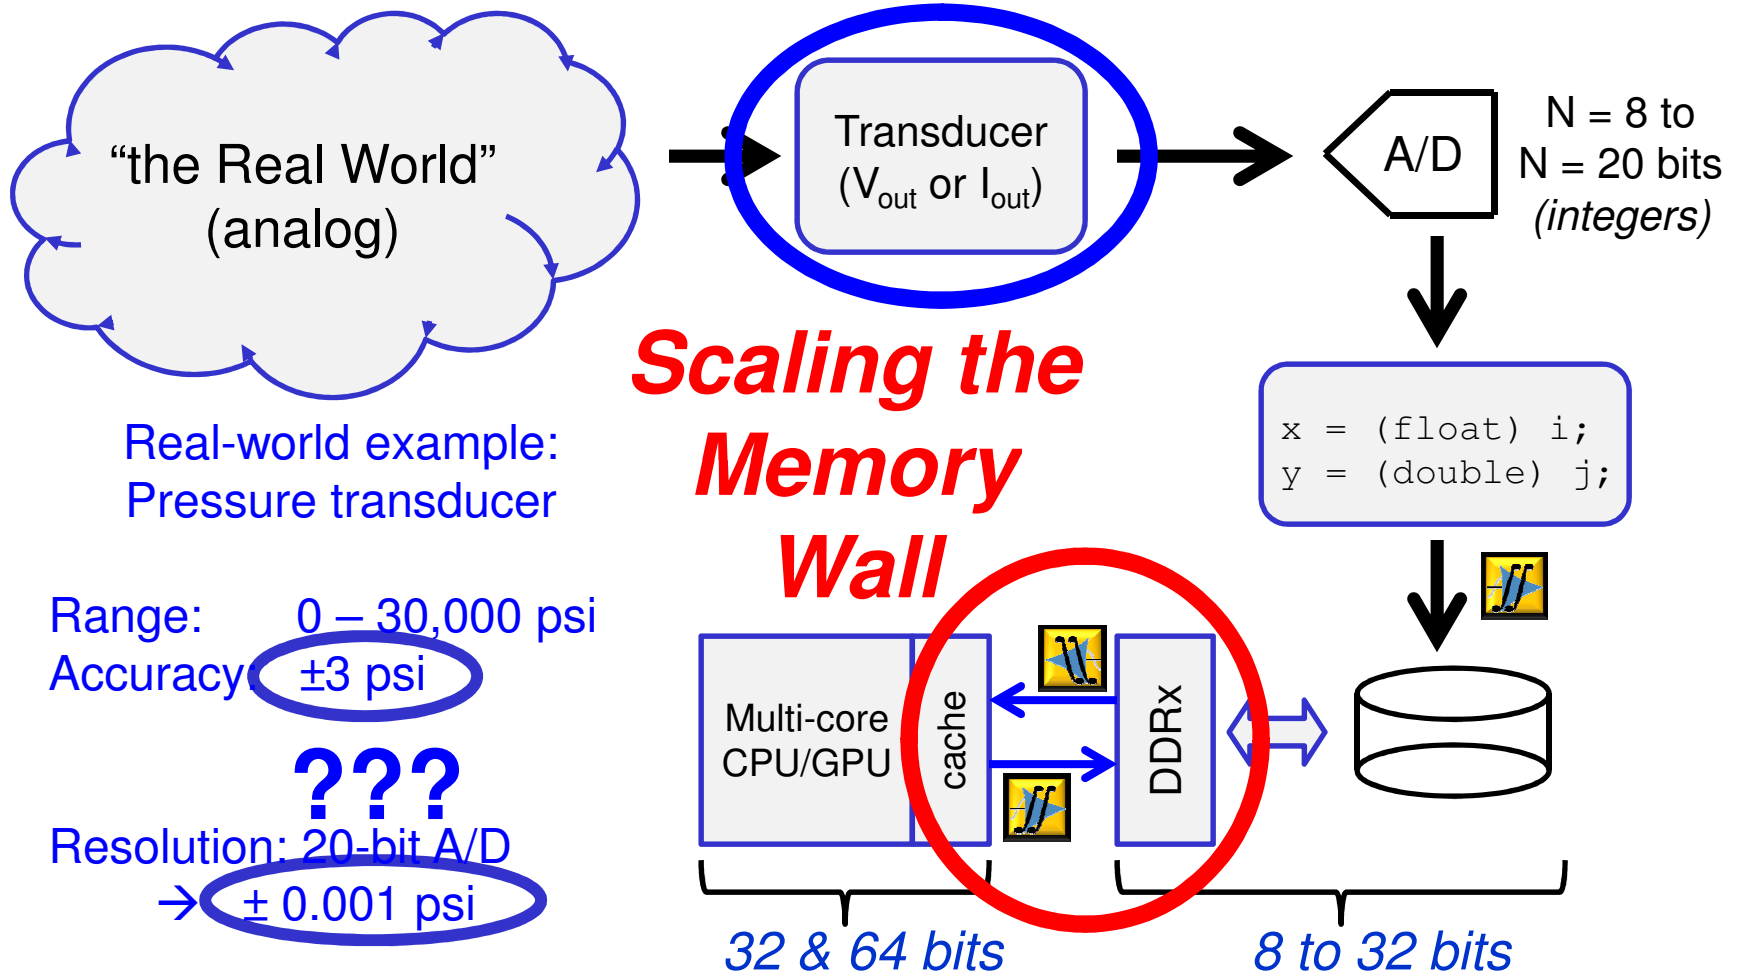 “the Real World”
(analog)
Transducer
(Vout or Iout)
A/D
N = 8 to
N = 20 bits
(integers)
Scaling the
Memory
Wall
x = (float) i;
y = (double) j;
Real-world example:
Pressure transducer
Range: 0 – 30,000 psi
Accuracy: ±3 psi
???
Resolution: 20-bit A/D
→ ± 0.001 psi
Multi-core
CPU/GPU
cache
DDRx
32 & 64 bits
8 to 32 bits